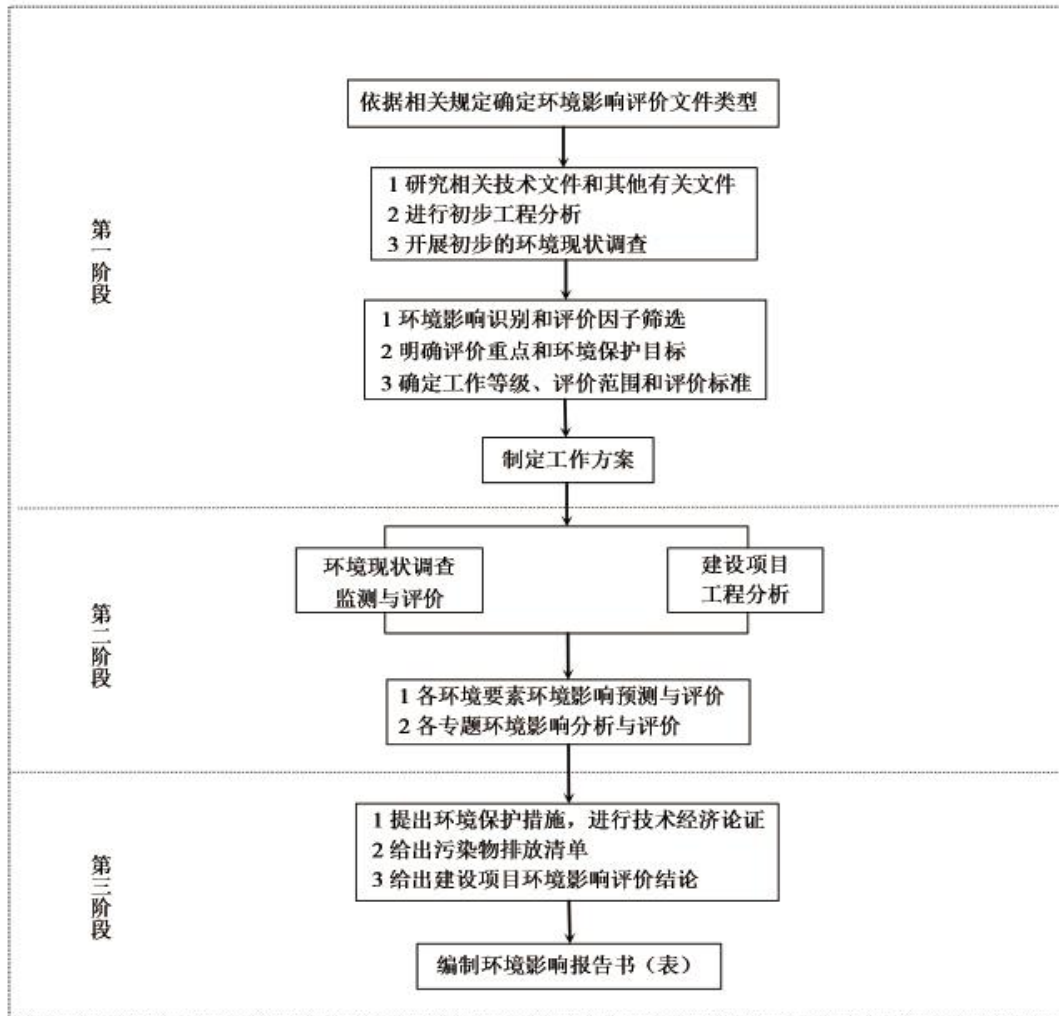 依据相关规定确定环境影响评价文件类型
第一阶段
1 研究相关技术文件和其他有关文件
2 进行初步工程分析
3 开展初步的环境现状调查
1 环境影响识别和评价因子筛选
2 明确评价重点和环境保护目标
3 确定工作等级、评价范围和评价标准
制定工作方案
第二阶段
环境现状调查
监测与评价
建设项目
工程分析
1 各环境要素环境影响预测与评价
2 各专题环境影响分析与评价
第三阶段
1 提出环境保护措施，进行技术经济论证
2 给出污染物排放清单
3 给出建设项目环境影响评价结论
编制环境影响报告书（表）